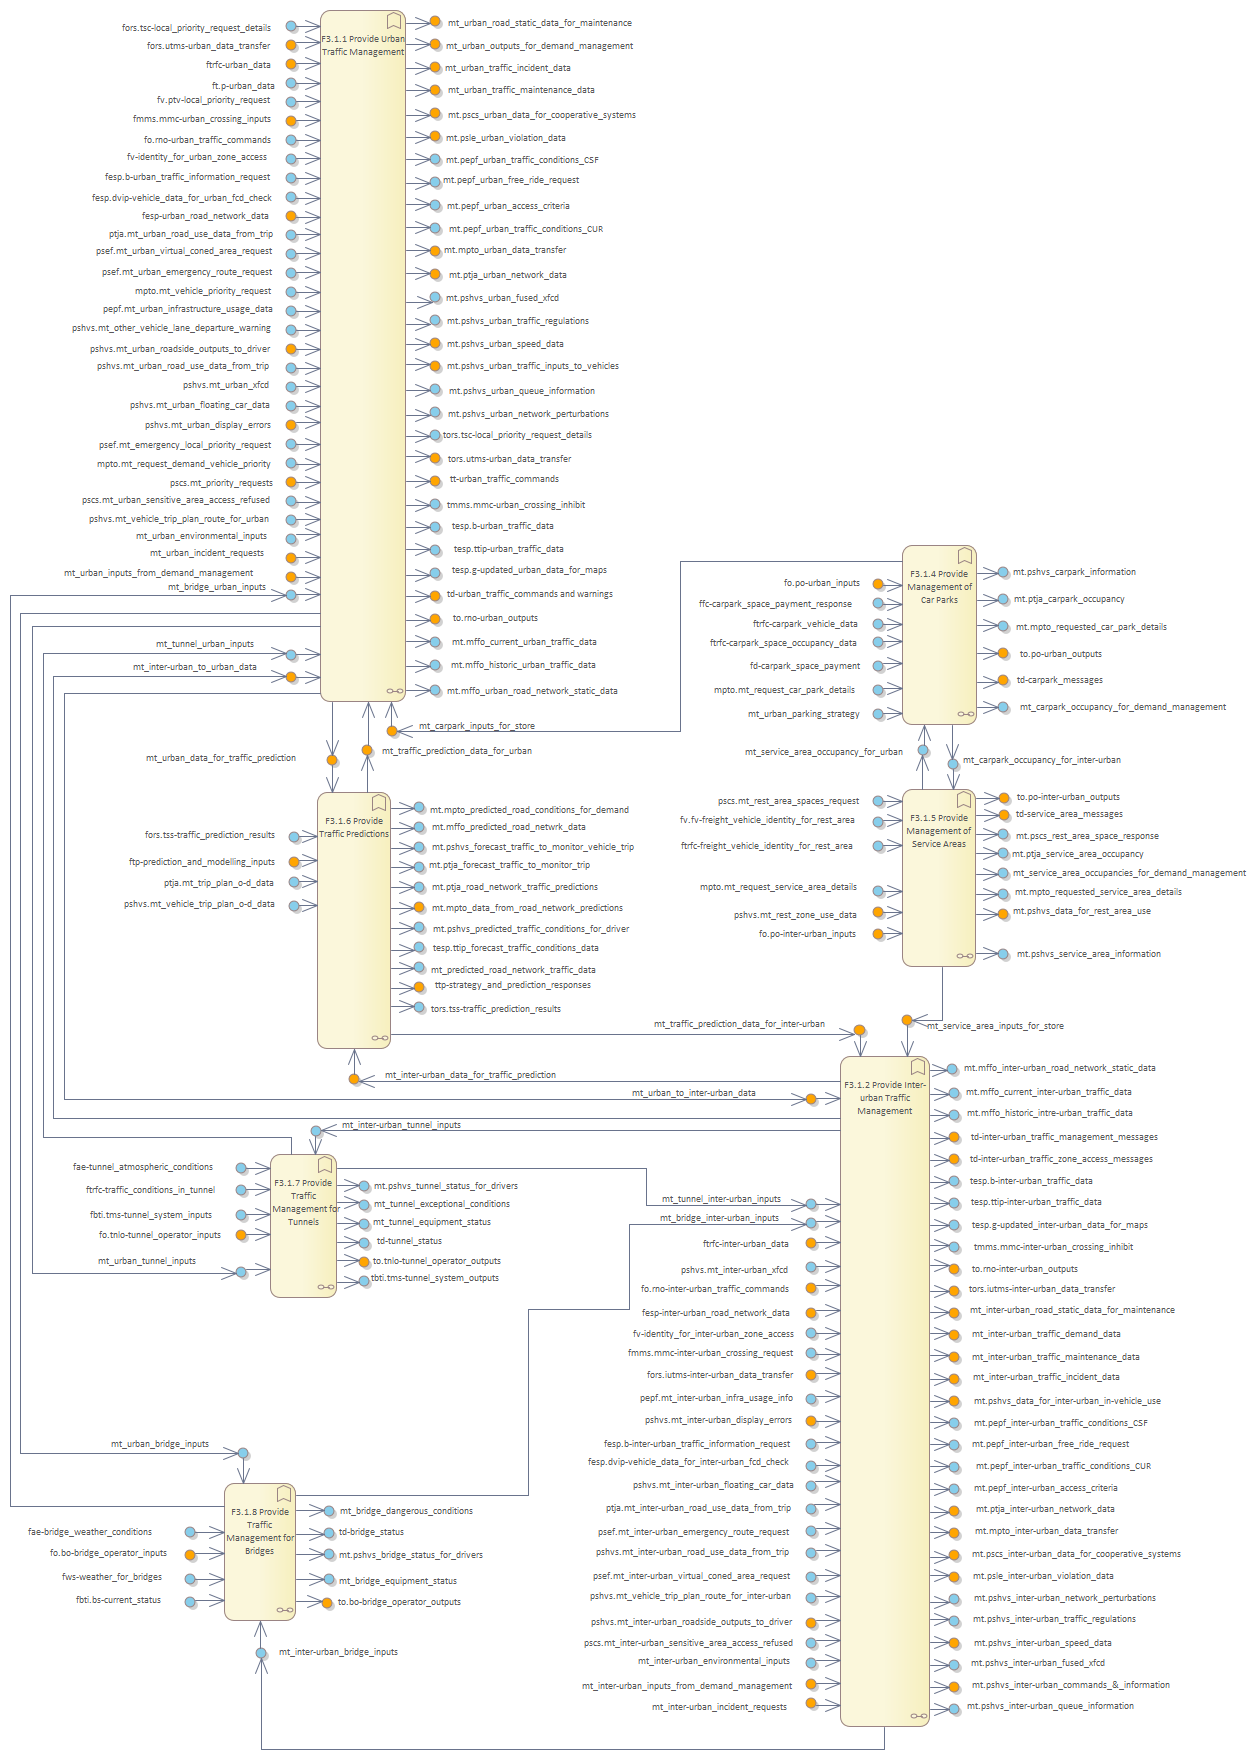 fors.tsc-local_priority_request_details
fors.utms-urban_data_transfer
ftrfc-urban_data
ft.p-urban_data
fv.ptv-local_priority_request
fmms.mmc-urban_crossing_inputs
fo.rno-urban_traffic_commands
fv-identity_for_urban_zone_access
fesp.b-urban_traffic_information_request
fesp.dvip-vehicle_data_for_urban_fcd_check
fesp-urban_road_network_data
ptja.mt_urban_road_use_data_from_trip
psef.mt_urban_virtual_coned_area_request
psef.mt_urban_emergency_route_request
mpto.mt_vehicle_priority_request
pepf.mt_urban_infrastructure_usage_data
pshvs.mt_other_vehicle_lane_departure_warning
pshvs.mt_urban_roadside_outputs_to_driver
pshvs.mt_urban_road_use_data_from_trip
pshvs.mt_urban_xfcd
pshvs.mt_urban_floating_car_data
pshvs.mt_urban_display_errors
psef.mt_emergency_local_priority_request
mpto.mt_request_demand_vehicle_priority
pscs.mt_priority_requests
pscs.mt_urban_sensitive_area_access_refused
pshvs.mt_vehicle_trip_plan_route_for_urban
mt_urban_environmental_inputs
mt_urban_incident_requests
mt_urban_inputs_from_demand_management
mt_bridge_urban_inputs
mt_tunnel_urban_inputs
mt_inter-urban_to_urban_data
F3.1.1 Provide Urban
Traffic Management
mt_urban_road_static_data_for_maintenance
mt_urban_outputs_for_demand_management
mt_urban_traffic_incident_data
mt_urban_traffic_maintenance_data
mt.pscs_urban_data_for_cooperative_systems
mt.psle_urban_violation_data
mt.pepf_urban_traffic_conditions_CSF
mt.pepf_urban_free_ride_request
mt.pepf_urban_access_criteria
mt.pepf_urban_traffic_conditions_CUR
mt.mpto_urban_data_transfer
mt.ptja_urban_network_data
mt.pshvs_urban_fused_xfcd
mt.pshvs_urban_traffic_regulations
mt.pshvs_urban_speed_data
mt.pshvs_urban_traffic_inputs_to_vehicles
mt.pshvs_urban_queue_information
mt.pshvs_urban_network_perturbations
tors.tsc-local_priority_request_details
tors.utms-urban_data_transfer
tt-urban_traffic_commands
tmms.mmc-urban_crossing_inhibit
tesp.b-urban_traffic_data
tesp.ttip-urban_traffic_data
tesp.g-updated_urban_data_for_maps
td-urban_traffic_commands and warnings
to.rno-urban_outputs
mt.mffo_current_urban_traffic_data
mt.mffo_historic_urban_traffic_data
mt.mffo_urban_road_network_static_data
mt_carpark_inputs_for_store
mt_traffic_prediction_data_for_urban
mt_urban_data_for_traffic_prediction
fo.po-urban_inputs
ffc-carpark_space_payment_response
ftrfc-carpark_vehicle_data
ftrfc-carpark_space_occupancy_data
fd-carpark_space_payment
mpto.mt_request_car_park_details
mt_urban_parking_strategy
F3.1.4 Provide
Management of
Car Parks
mt.pshvs_carpark_information
mt.ptja_carpark_occupancy
mt.mpto_requested_car_park_details
to.po-urban_outputs
td-carpark_messages
mt_carpark_occupancy_for_demand_management
mt_service_area_occupancy_for_urban
mt_carpark_occupancy_for_inter-urban
pscs.mt_rest_area_spaces_request
fv.fv-freight_vehicle_identity_for_rest_area
ftrfc-freight_vehicle_identity_for_rest_area
mpto.mt_request_service_area_details
pshvs.mt_rest_zone_use_data
fo.po-inter-urban_inputs
F3.1.5 Provide
Management of
Service Areas
to.po-inter-urban_outputs
td-service_area_messages
mt.pscs_rest_area_space_response
mt.ptja_service_area_occupancy
mt_service_area_occupancies_for_demand_management
mt.mpto_requested_service_area_details
mt.pshvs_data_for_rest_area_use
mt.pshvs_service_area_information
fors.tss-traffic_prediction_results
ftp-prediction_and_modelling_inputs
ptja.mt_trip_plan_o-d_data
pshvs.mt_vehicle_trip_plan_o-d_data
F3.1.6 Provide
Traffic Predictions
mt.mpto_predicted_road_conditions_for_demand
mt.mffo_predicted_road_netwrk_data
mt.pshvs_forecast_traffic_to_monitor_vehicle_trip
mt.ptja_forecast_traffic_to_monitor_trip
mt.ptja_road_network_traffic_predictions
mt.mpto_data_from_road_network_predictions
mt.pshvs_predicted_traffic_conditions_for_driver
tesp.ttip_forecast_traffic_conditions_data
mt_predicted_road_network_traffic_data
ttp-strategy_and_prediction_responses
tors.tss-traffic_prediction_results
mt_traffic_prediction_data_for_inter-urban
mt_service_area_inputs_for_store
mt_inter-urban_data_for_traffic_prediction
mt_urban_to_inter-urban_data
mt_inter-urban_tunnel_inputs
fae-tunnel_atmospheric_conditions
ftrfc-traffic_conditions_in_tunnel
fbti.tms-tunnel_system_inputs
fo.tnlo-tunnel_operator_inputs
mt_urban_tunnel_inputs
F3.1.7 Provide
Traffic
Management for
Tunnels
mt.pshvs_tunnel_status_for_drivers
mt_tunnel_exceptional_conditions
mt_tunnel_equipment_status
td-tunnel_status
to.tnlo-tunnel_operator_outputs
tbti.tms-tunnel_system_outputs
mt_tunnel_inter-urban_inputs
mt_bridge_inter-urban_inputs
ftrfc-inter-urban_data
pshvs.mt_inter-urban_xfcd
fo.rno-inter-urban_traffic_commands
fesp-inter-urban_road_network_data
fv-identity_for_inter-urban_zone_access
fmms.mmc-inter-urban_crossing_request
fors.iutms-inter-urban_data_transfer
pepf.mt_inter-urban_infra_usage_info
pshvs.mt_inter-urban_display_errors
fesp.b-inter-urban_traffic_information_request
fesp.dvip-vehicle_data_for_inter-urban_fcd_check
pshvs.mt_inter-urban_floating_car_data
ptja.mt_inter-urban_road_use_data_from_trip
psef.mt_inter-urban_emergency_route_request
pshvs.mt_inter-urban_road_use_data_from_trip
psef.mt_inter-urban_virtual_coned_area_request
pshvs.mt_vehicle_trip_plan_route_for_inter-urban
pshvs.mt_inter-urban_roadside_outputs_to_driver
pscs.mt_inter-urban_sensitive_area_access_refused
mt_inter-urban_environmental_inputs
mt_inter-urban_inputs_from_demand_management
mt_inter-urban_incident_requests
F3.1.2 Provide Inter-
urban Traffic
Management
mt.mffo_inter-urban_road_network_static_data
mt.mffo_current_inter-urban_traffic_data
mt.mffo_historic_intre-urban_traffic_data
td-inter-urban_traffic_management_messages
td-inter-urban_traffic_zone_access_messages
tesp.b-inter-urban_traffic_data
tesp.ttip-inter-urban_traffic_data
tesp.g-updated_inter-urban_data_for_maps
tmms.mmc-inter-urban_crossing_inhibit
to.rno-inter-urban_outputs
tors.iutms-inter-urban_data_transfer
mt_inter-urban_road_static_data_for_maintenance
mt_inter-urban_traffic_demand_data
mt_inter-urban_traffic_maintenance_data
mt_inter-urban_traffic_incident_data
mt.pshvs_data_for_inter-urban_in-vehicle_use
mt.pepf_inter-urban_traffic_conditions_CSF
mt.pepf_inter-urban_free_ride_request
mt.pepf_inter-urban_traffic_conditions_CUR
mt.pepf_inter-urban_access_criteria
mt.ptja_inter-urban_network_data
mt.mpto_inter-urban_data_transfer
mt.pscs_inter-urban_data_for_cooperative_systems
mt.psle_inter-urban_violation_data
mt.pshvs_inter-urban_network_perturbations
mt.pshvs_inter-urban_traffic_regulations
mt.pshvs_inter-urban_speed_data
mt.pshvs_inter-urban_fused_xfcd
mt.pshvs_inter-urban_commands_&_information
mt.pshvs_inter-urban_queue_information
mt_urban_bridge_inputs
fae-bridge_weather_conditions
fo.bo-bridge_operator_inputs
fws-weather_for_bridges
fbti.bs-current_status
F3.1.8 Provide
Traffic
Management for
Bridges
mt_bridge_dangerous_conditions
td-bridge_status
mt.pshvs_bridge_status_for_drivers
mt_bridge_equipment_status
to.bo-bridge_operator_outputs
mt_inter-urban_bridge_inputs